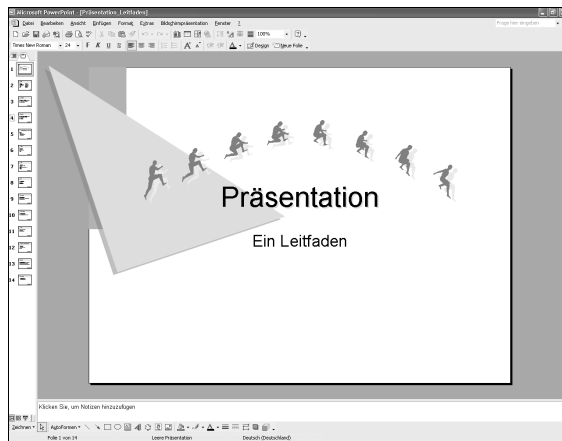 Microsoft PowerPoint - [Präsentation_Leitfaden]
Datei Bearbeiten Ansicht Einfügen Format Extras Bildschirmpräsentation Fenster ?
Frage hier eingeben
100%
Times New Roman 24 F K U S Design Neue Folie
1
2
3
4
5
6
7
8
9
10
11
12
13
14
Präsentation
Ein Leitfaden
Klicken Sie, um Notizen hinzuzufügen
Zeichnen AutoFormen
Folie 1 von 14 Leere Präsentation Deutsch (Deutschland)